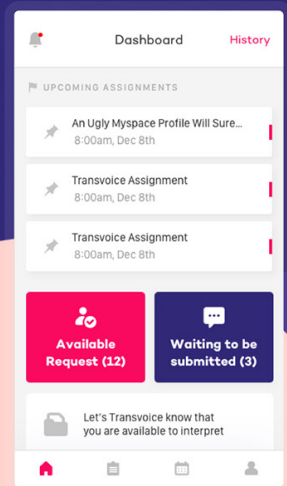 Dashboard
History
UPCOMING ASSIGNMENTS
An Ugly Myspace Profile Will Sure...
8:00am, Dec 8th
Transvoice Assignment
8:00am, Dec 8th
Transvoice Assignment
8:00am, Dec 8th
Available
Request (12)
Waiting to be
submitted (3)
Let's Transvoice know that
you are available to interpret